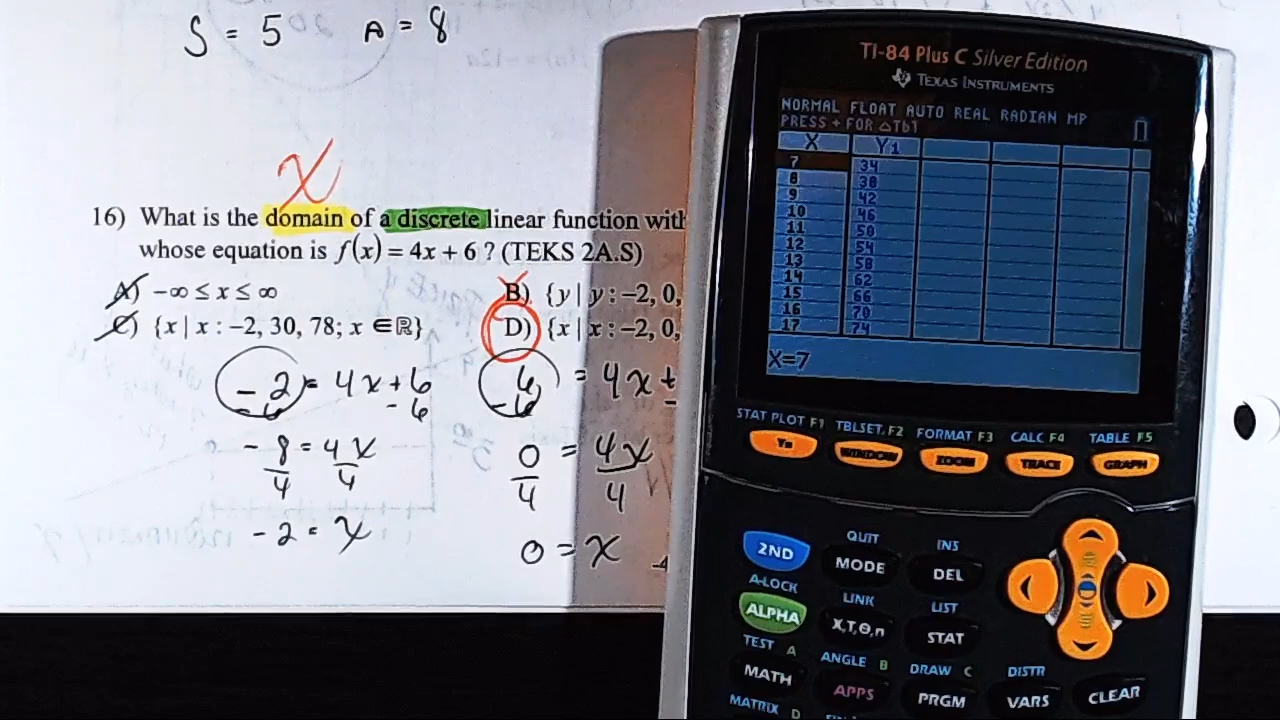 S = 5 A = 8
x
16) What is the domain of a discrete linear function with
whose equation is f(x) = 4x + 6 ? (TEKS 2A.S)
A) -∞ ≤ x ≤ ∞ B) {y | y : -2, 0,
C) {x | x : -2, 30, 78; x ∈ ℝ} D) {x | x : -2, 0,
-2 = 4x + 6 6 = 4x +
-6 -6 -6
-8 = 4x 0 = 4x
4 4 4 4
-2 = x 0 = x
TI-84 Plus C Silver Edition
TEXAS INSTRUMENTS
NORMAL FLOAT AUTO REAL RADIAN MP
PRESS + FOR △Tbl
X Y1
7 34
8 38
9 42
10 46
11 50
12 54
13 58
14 62
15 66
16 70
17 74
X=7
STAT PLOT F1 TBLSET F2 FORMAT F3 CALC F4 TABLE F5
Y= WINDOW ZOOM TRACE GRAPH
QUIT INS
2ND MODE DEL
A-LOCK LINK LIST
ALPHA X,T,Θ,n STAT
TEST A ANGLE B DRAW C DISTR
MATH APPS PRGM VARS CLEAR
MATRIX D